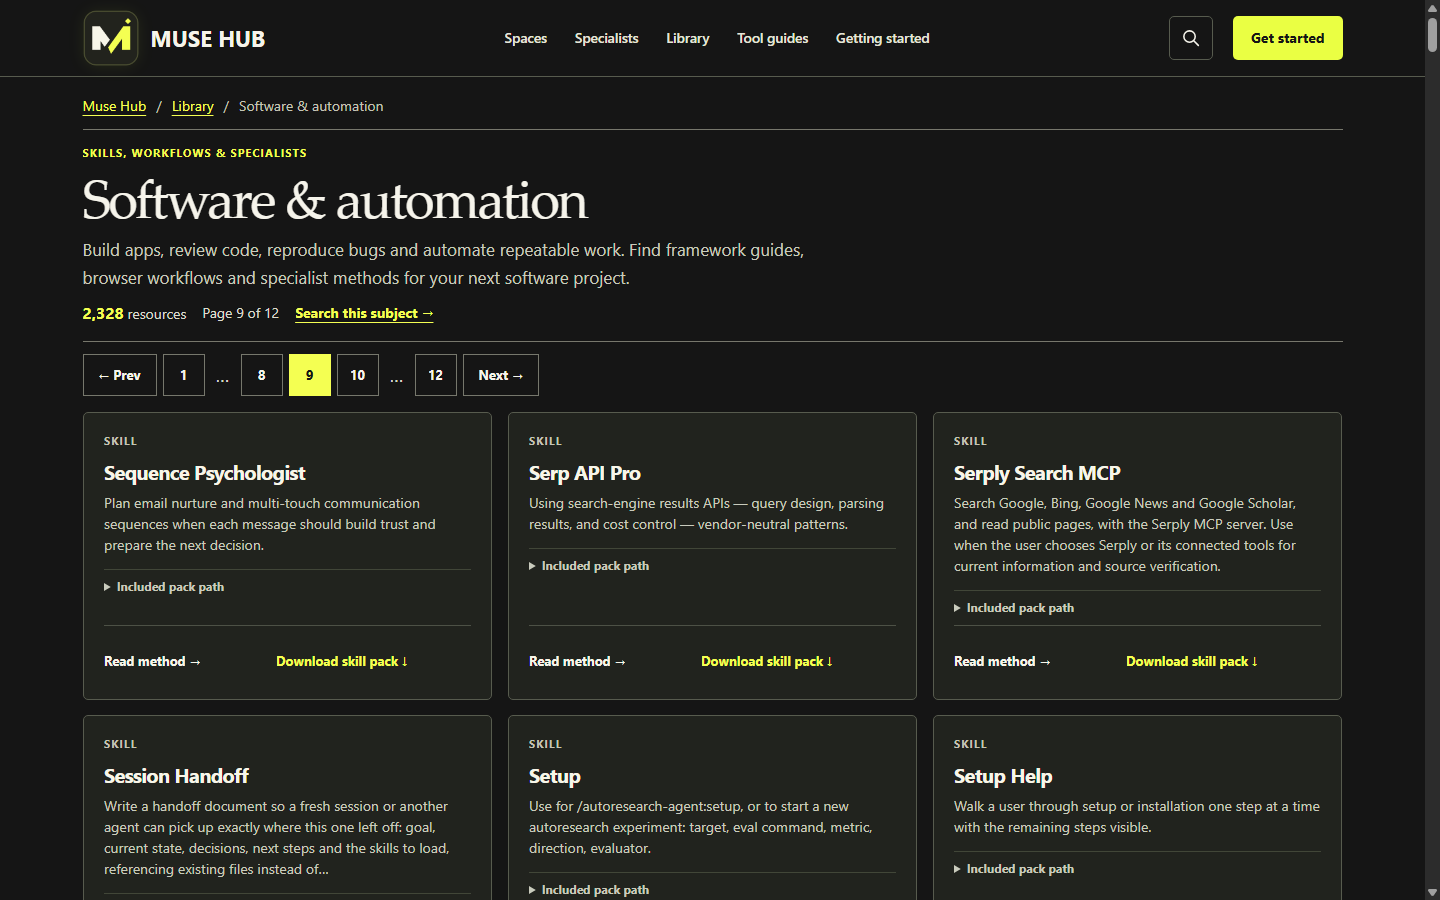 MUSE HUB
Spaces
Specialists
Library
Tool guides
Getting started
Get started
Muse Hub / Library / Software & automation
SKILLS, WORKFLOWS & SPECIALISTS
Software & automation
Build apps, review code, reproduce bugs and automate repeatable work. Find framework guides,
browser workflows and specialist methods for your next software project.
2,328 resources Page 9 of 12 Search this subject →
← Prev 1 ... 8 9 10 ... 12 Next →
SKILL
Sequence Psychologist
Plan email nurture and multi-touch communication
sequences when each message should build trust and
prepare the next decision.
Included pack path
Read method → Download skill pack ↓
SKILL
Serp API Pro
Using search-engine results APIs — query design, parsing
results, and cost control — vendor-neutral patterns.
Included pack path
Read method → Download skill pack ↓
SKILL
Serply Search MCP
Search Google, Bing, Google News and Google Scholar,
and read public pages, with the Serply MCP server. Use
when the user chooses Serply or its connected tools for
current information and source verification.
Included pack path
Read method → Download skill pack ↓
SKILL
Session Handoff
Write a handoff document so a fresh session or another
agent can pick up exactly where this one left off: goal,
current state, decisions, next steps and the skills to load,
referencing existing files instead of...
SKILL
Setup
Use for /autoresearch-agent:setup, or to start a new
autoresearch experiment: target, eval command, metric,
direction, evaluator.
Included pack path
SKILL
Setup Help
Walk a user through setup or installation one step at a time
with the remaining steps visible.
Included pack path